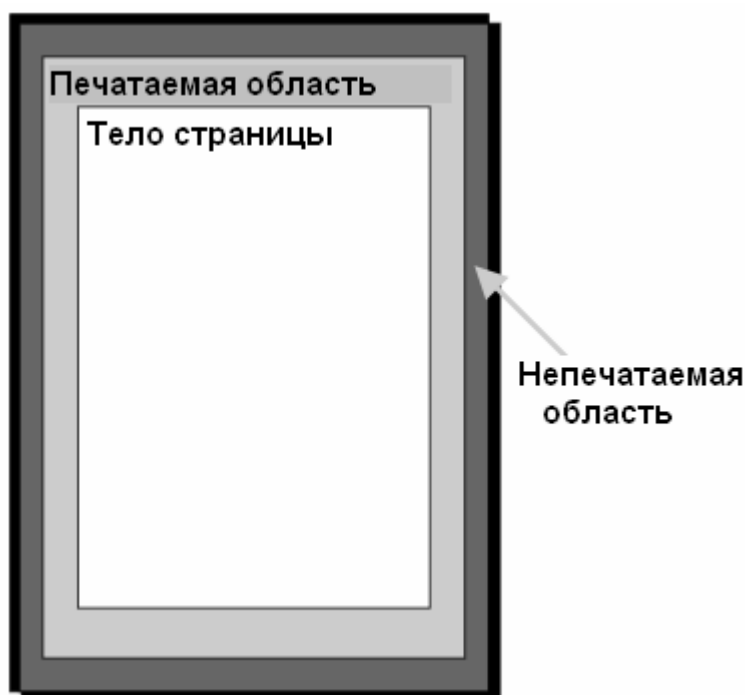 Печатаемая область
Тело страницы
Непечатаемая
область